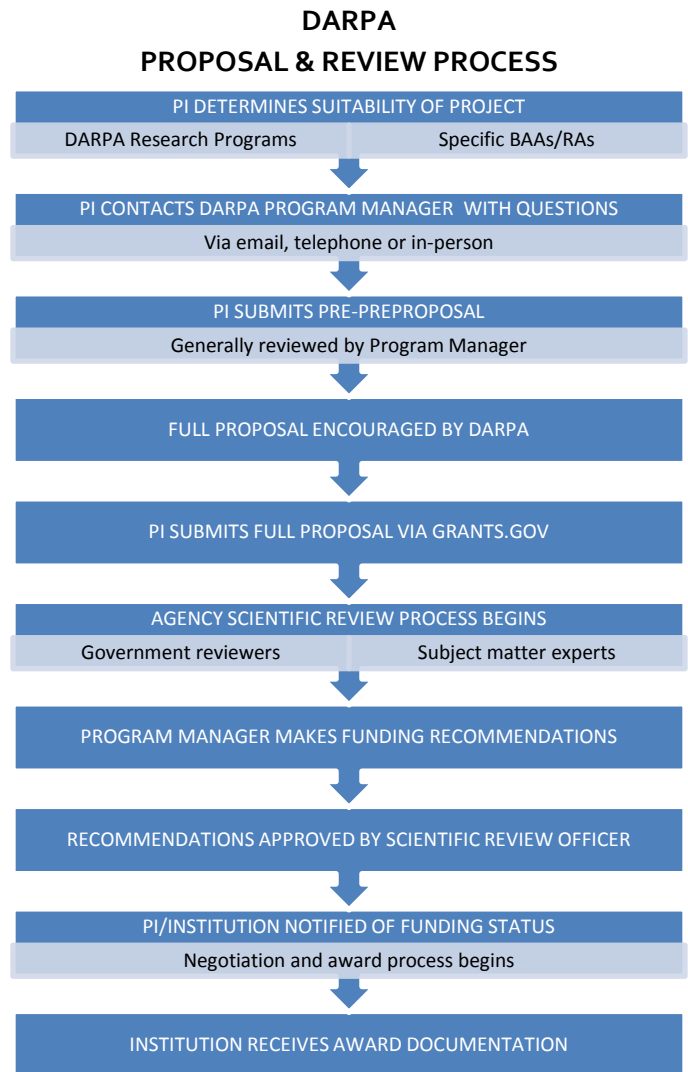 DARPA
PROPOSAL & REVIEW PROCESS
PI DETERMINES SUITABILITY OF PROJECT
DARPA Research Programs
Specific BAAs/RAs
PI CONTACTS DARPA PROGRAM MANAGER WITH QUESTIONS
Via email, telephone or in-person
PI SUBMITS PRE-PREPROPOSAL
Generally reviewed by Program Manager
FULL PROPOSAL ENCOURAGED BY DARPA
PI SUBMITS FULL PROPOSAL VIA GRANTS.GOV
AGENCY SCIENTIFIC REVIEW PROCESS BEGINS
Government reviewers
Subject matter experts
PROGRAM MANAGER MAKES FUNDING RECOMMENDATIONS
RECOMMENDATIONS APPROVED BY SCIENTIFIC REVIEW OFFICER
PI/INSTITUTION NOTIFIED OF FUNDING STATUS
Negotiation and award process begins
INSTITUTION RECEIVES AWARD DOCUMENTATION